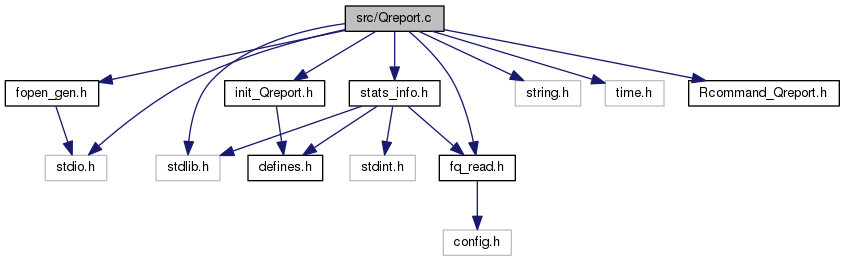 src/Qreport.c
fopen_gen.h
init_Qreport.h
stats_info.h
string.h
time.h
Rcommand_Qreport.h
stdio.h
stdlib.h
defines.h
stdint.h
fq_read.h
config.h